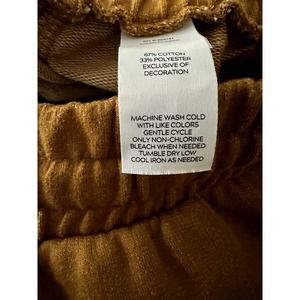 67% COTTON
33% POLYESTER
EXCLUSIVE OF
DECORATION
MACHINE WASH COLD
WITH LIKE COLORS
GENTLE CYCLE
ONLY NON-CHLORINE
BLEACH WHEN NEEDED
TUMBLE DRY LOW
COOL IRON AS NEEDED